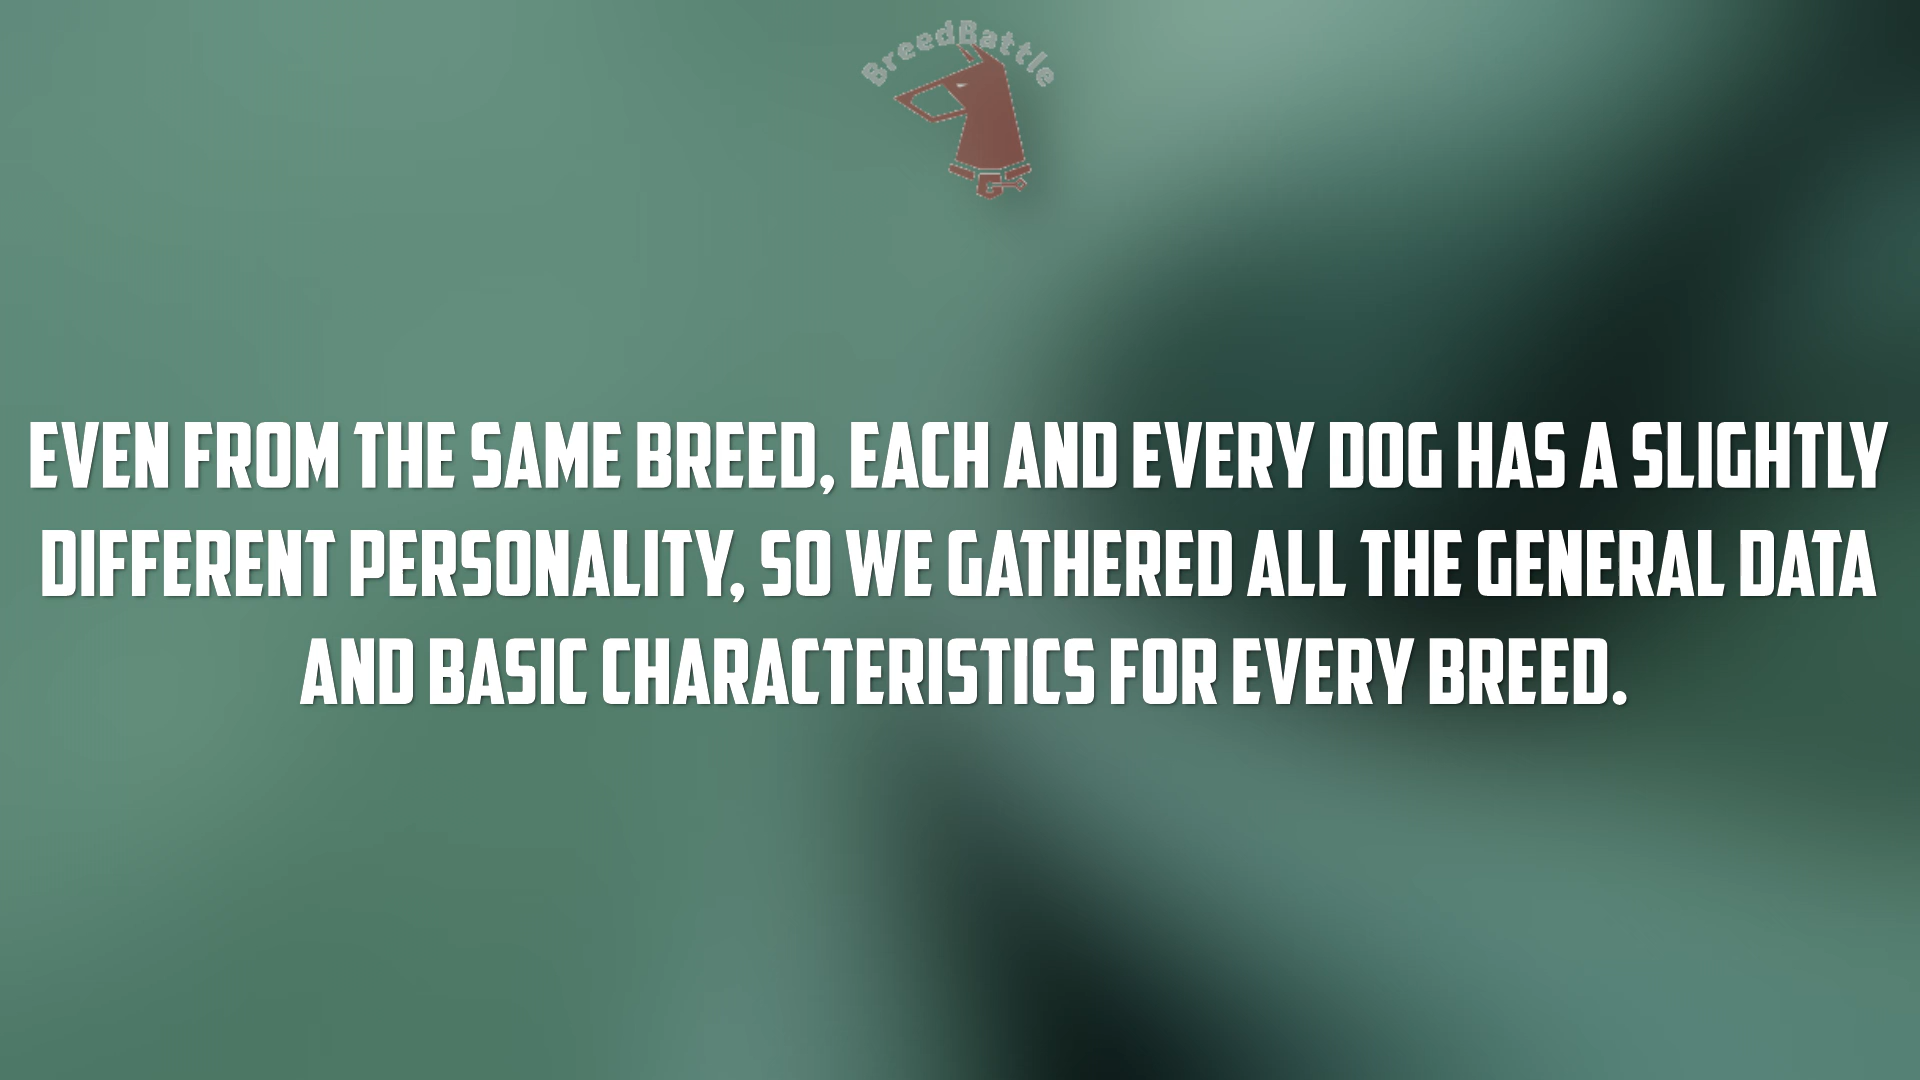 BreedBattle
EVEN FROM THE SAME BREED, EACH AND EVERY DOG HAS A SLIGHTLY
DIFFERENT PERSONALITY, SO WE GATHERED ALL THE GENERAL DATA
AND BASIC CHARACTERISTICS FOR EVERY BREED.